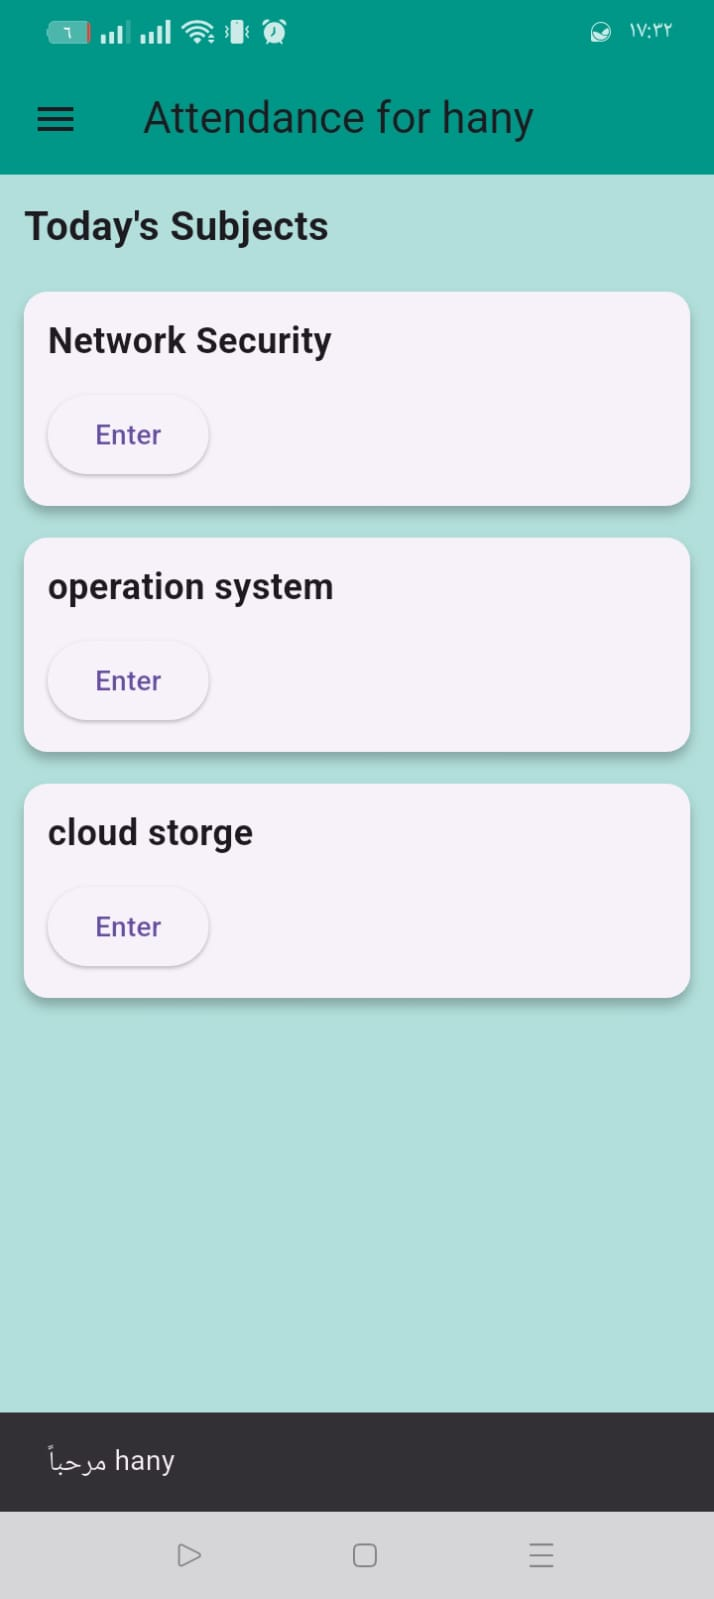 ٦ ١٧:٣٢
Attendance for hany
Today's Subjects
Network Security
Enter
operation system
Enter
cloud storge
Enter
مرحباً hany